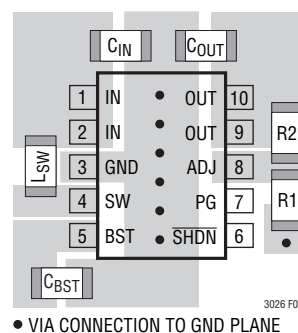 CIN COUT
1 IN OUT 10
2 IN OUT 9 R2
LSW
3 GND ADJ 8
4 SW PG 7 R1
5 BST SHDN 6
CBST
3026 F0
• VIA CONNECTION TO GND PLANE